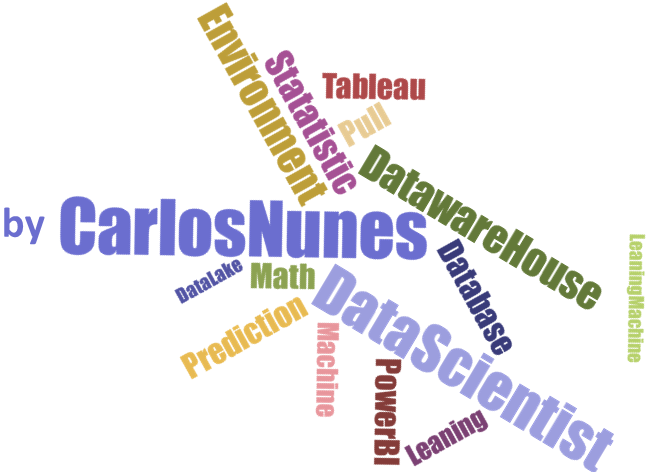 Environment
Statatistic
Tableau
Pull
DatawareHouse
by CarlosNunes
LeaningMachine
DataLake
Math
Database
DataScientist
Prediction
Machine
PowerBI
Leaning